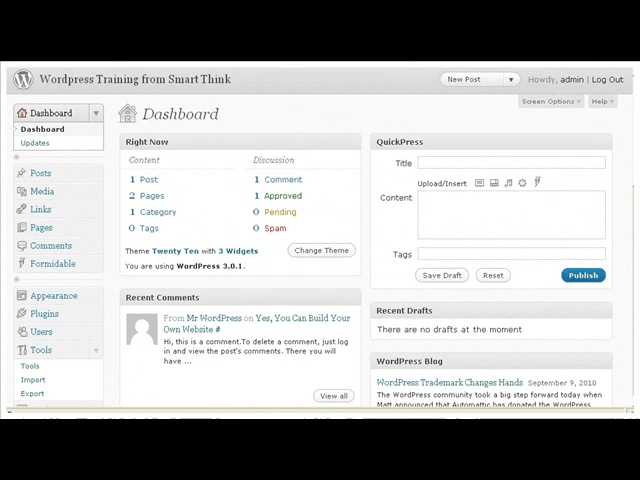 Wordpress Training from Smart Think
New Post
Howdy, admin | Log Out
Screen Options
Help
Dashboard
Dashboard
Updates
Posts
Media
Links
Pages
Comments
Formidable
Appearance
Plugins
Users
Tools
Tools
Import
Export
Dashboard
Right Now
Content
Discussion
1 Post
1 Comment
2 Pages
1 Approved
1 Category
0 Pending
0 Tags
0 Spam
Theme Twenty Ten with 3 Widgets
Change Theme
You are using WordPress 3.0.1.
Recent Comments
From Mr WordPress on Yes, You Can Build Your
Own Website #
Hi, this is a comment.To delete a comment, just log
in and view the post's comments. There you will
have ...
View all
QuickPress
Title
Upload/Insert
Content
Tags
Save Draft
Reset
Publish
Recent Drafts
There are no drafts at the moment
WordPress Blog
WordPress Trademark Changes Hands September 9, 2010
The WordPress community took a big step forward today when
Matt announced that Automattic has donated the WordPress